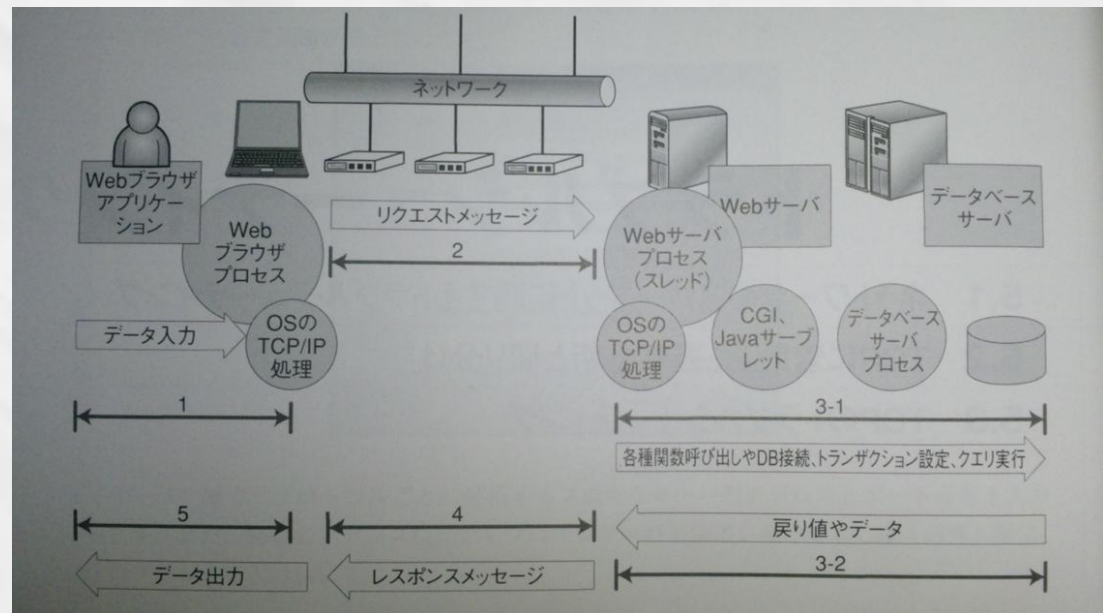 ネットワーク
Webブラウザ
アプリケー
ション
Web
ブラウザ
プロセス
リクエストメッセージ
2
Webサーバ
プロセス
(スレッド)
Webサーバ
データベース
サーバ
データ入力
OSの
TCP/IP
処理
OSの
TCP/IP
処理
CGI、
Javaサーブ
レット
データベース
サーバ
プロセス
1
3-1
各種関数呼び出しやDB接続、トランザクション設定、クエリ実行
5
4
戻り値やデータ
データ出力
レスポンスメッセージ
3-2